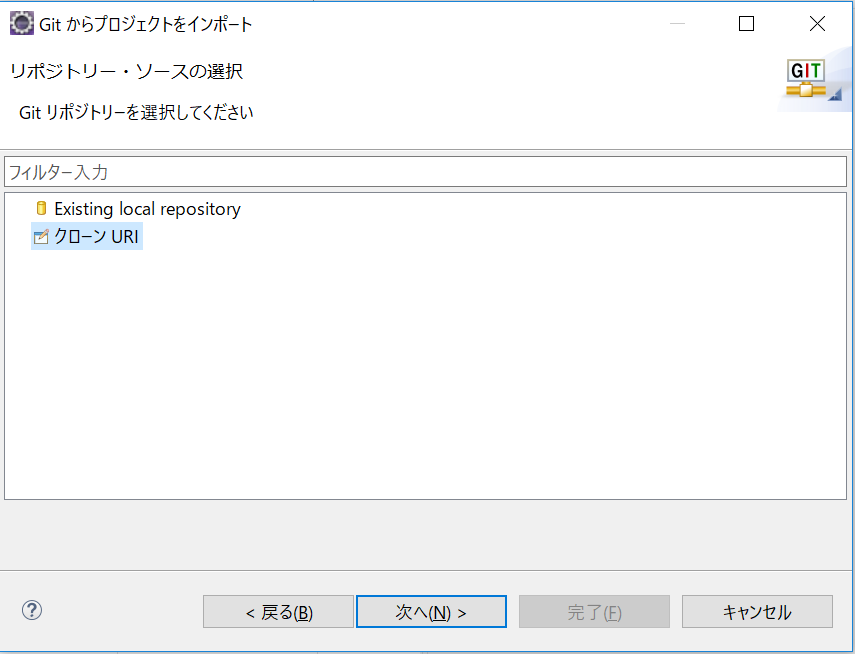 Git からプロジェクトをインポート
リポジトリー・ソースの選択
GIT
Git リポジトリーを選択してください
フィルター入力
Existing local repository
クローン URI
?
< 戻る(B)
次へ(N) >
完了(F)
キャンセル